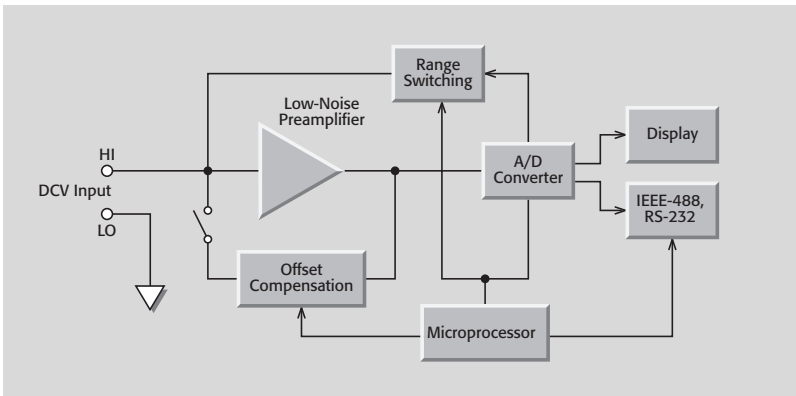 Range
Switching
Low-Noise
Preamplifier
HI
DCV Input
LO
A/D
Converter
Display
IEEE-488,
RS-232
Offset
Compensation
Microprocessor